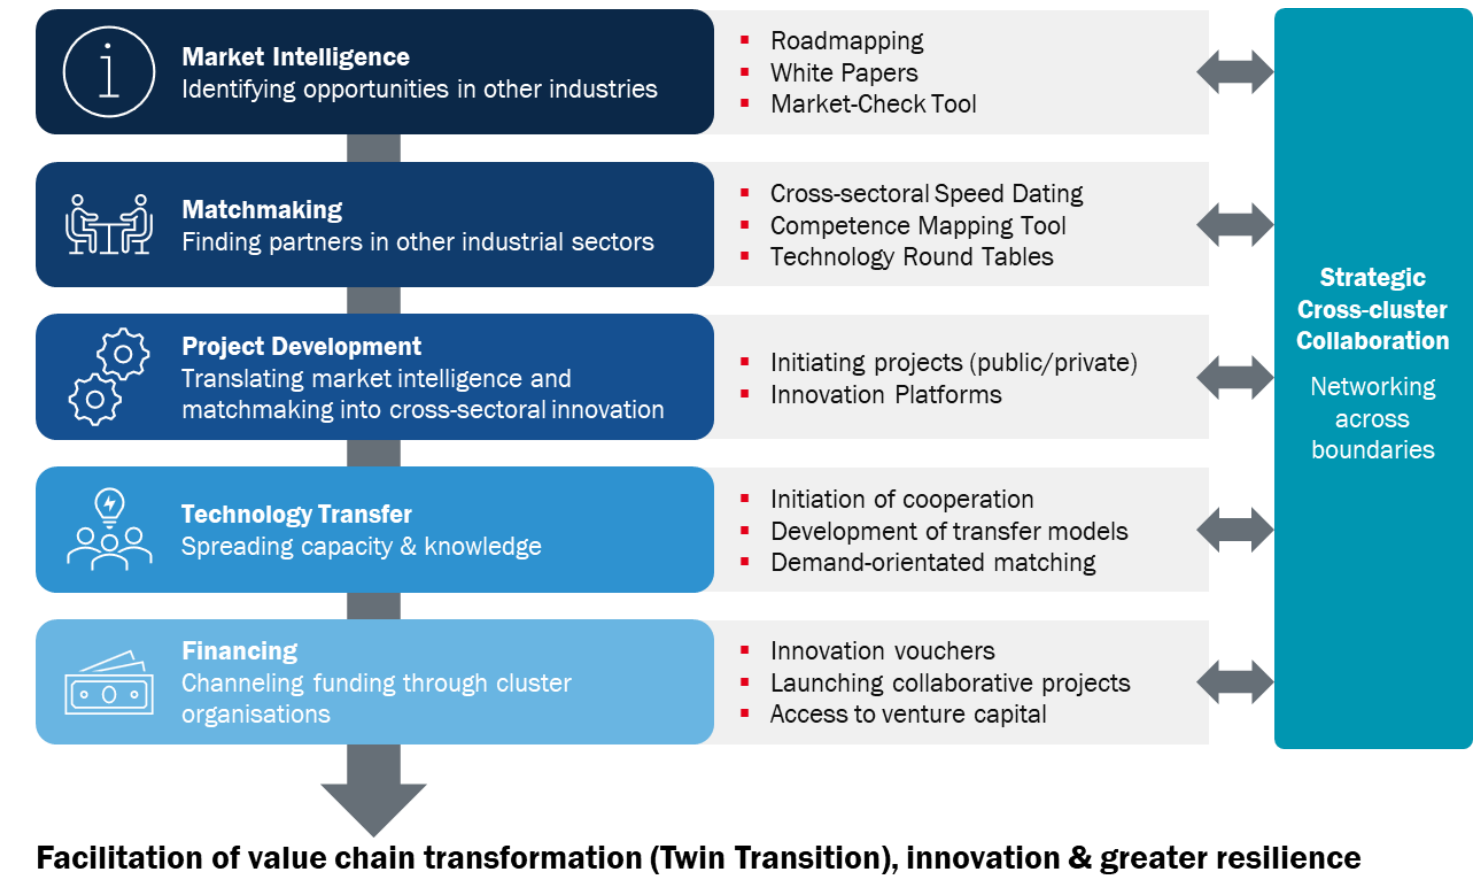 Market Intelligence
Identifying opportunities in other industries
Roadmapping
White Papers
Market-Check Tool
Matchmaking
Finding partners in other industrial sectors
Cross-sectoral Speed Dating
Competence Mapping Tool
Technology Round Tables
Project Development
Translating market intelligence and
matchmaking into cross-sectoral innovation
Initiating projects (public/private)
Innovation Platforms
Technology Transfer
Spreading capacity & knowledge
Initiation of cooperation
Development of transfer models
Demand-orientated matching
Financing
Channeling funding through cluster
organisations
Innovation vouchers
Launching collaborative projects
Access to venture capital
Strategic
Cross-cluster
Collaboration
Networking
across
boundaries
Facilitation of value chain transformation (Twin Transition), innovation & greater resilience